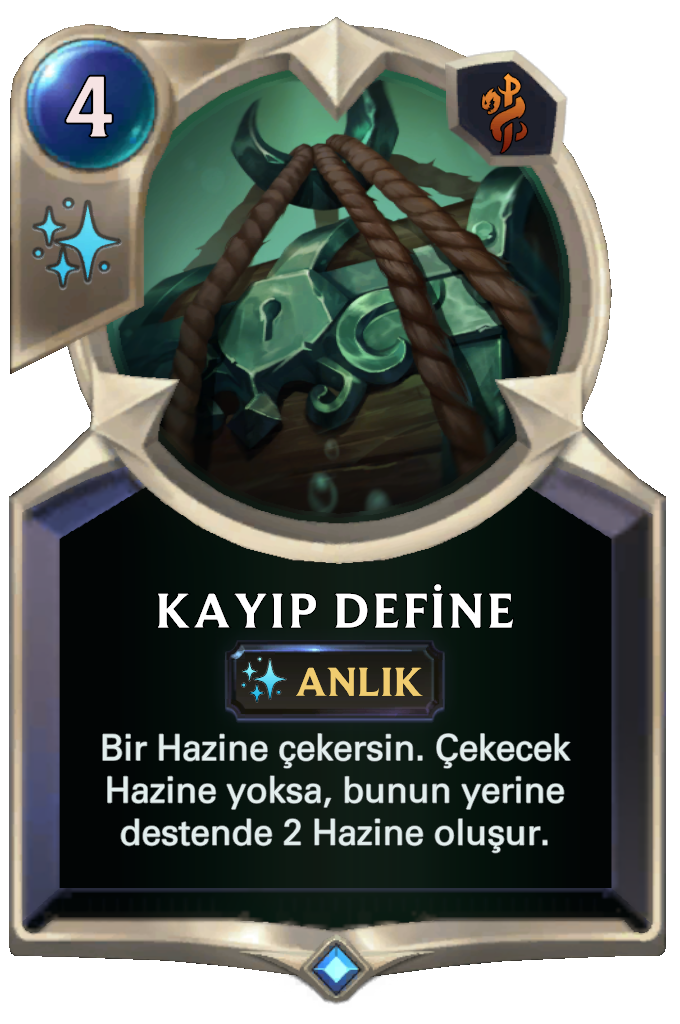 4
KAYIP DEFİNE
ANLIK
Bir Hazine çekersin. Çekecek
Hazine yoksa, bunun yerine
destende 2 Hazine oluşur.